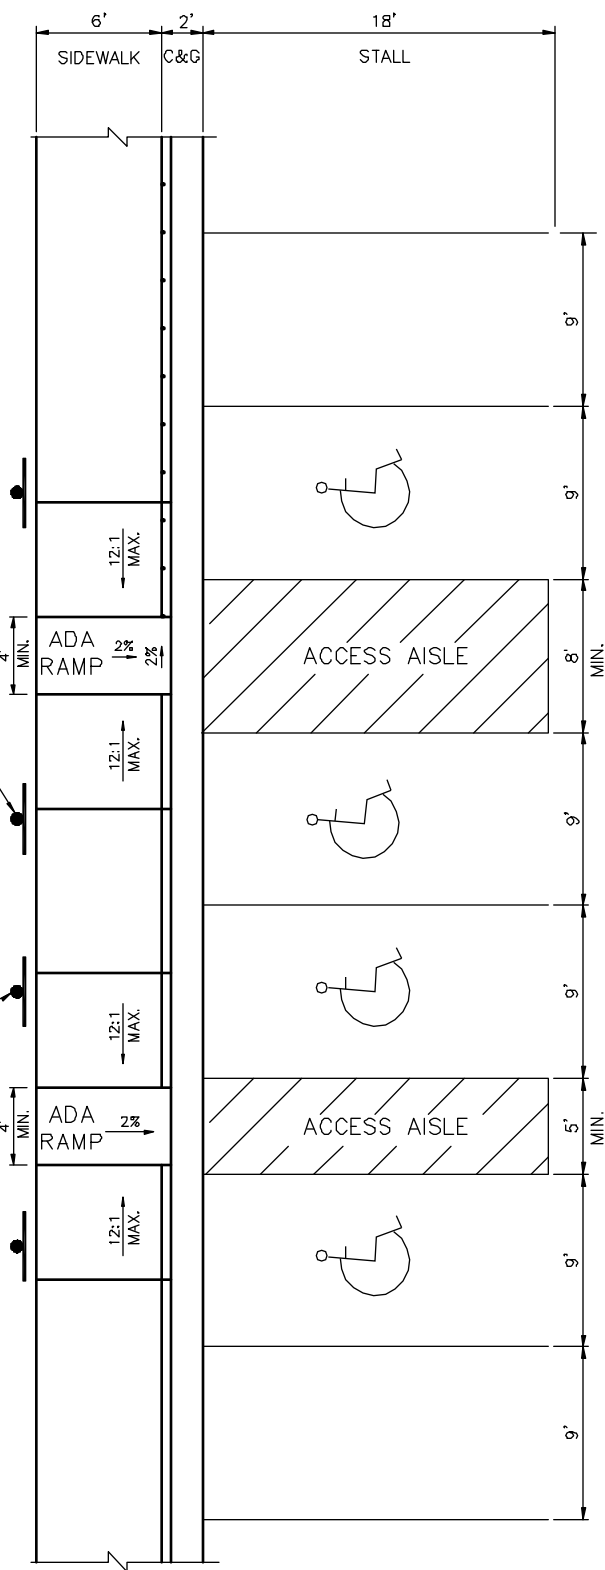 6' 2' 18'
SIDEWALK C&G STALL
9'
9'
12:1
MAX.
4'
MIN.
ADA
RAMP
2%
2%
ACCESS AISLE
8'
MIN.
12:1
MAX.
9'
9'
12:1
MAX.
4'
MIN.
ADA
RAMP
2%
ACCESS AISLE
5'
MIN.
12:1
MAX.
9'
9'